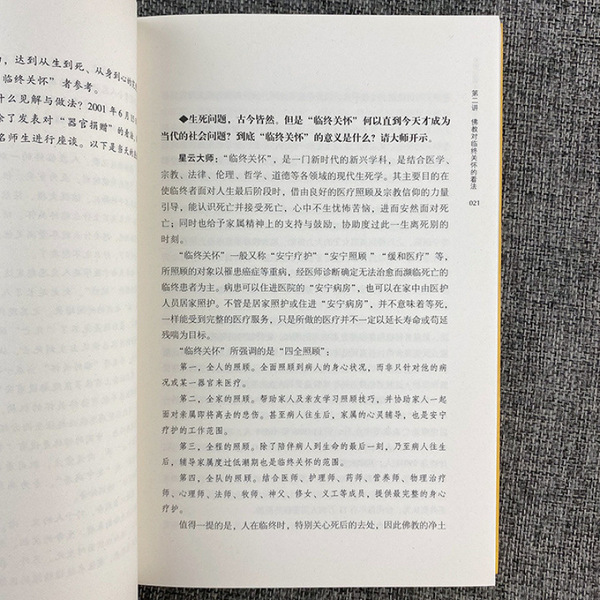 达到从生到死、从身到心的
临终关怀”者参考。
什么见解与做法？2001年6月
除了发表对“器官捐赠”的看
名师生进行座谈。以下是当天
◆生死问题，古今皆然。但是“临终关怀”何以直到今天才成为
当代的社会问题？到底“临终关怀”的意义是什么？请大师开示。
星云大师：“临终关怀”，是一门新时代的新兴学科，是结合医学、
宗教、法律、伦理、哲学、道德等各领域的现代生死学。其主要目的在
使临终者面对人生最后阶段时，借由良好的医疗照顾及宗教信仰的力量
引导，能认识死亡并接受死亡，心中不生忧怖苦恼，进而安然面对死
亡；同时也给予家属精神上的支持与鼓励，协助度过此一生离死别的
时刻。
“临终关怀”一般又称“安宁疗护”“安宁照顾”“缓和医疗”等，
所照顾的对象以罹患癌症等重病，经医师诊断确定无法治愈而濒临死亡的
临终患者为主。病患可以住进医院的“安宁病房”，也可以在家中由医护
人员居家照护。不管是居家照护或住进“安宁病房”，并不意味着等死，
一样能受到完整的医疗服务，只是所做的医疗并不一定以延长寿命或苟延
残喘为目标。
“临终关怀”所强调的是“四全照顾”：
第一，全人的照顾。全面照顾到病人的身心状况，而非只针对他的病
况或某一器官来医疗。
第二，全家的照顾。帮助家人及亲友学习照顾技巧，并协助家人一起
面对亲属即将离去的悲伤。甚至病人往生后，家属的心灵辅导，也是安宁
疗护的工作范围。
第三，全程的照顾。除了陪伴病人到生命的最后一刻，乃至病人往生
后，辅导家属度过低潮期也是临终关怀的范围。
第四，全队的照顾。结合医师、护理师、药师、营养师、物理治疗
师、心理师、法师、牧师、神父、修女、义工等成员，提供最完整的身心
疗护。
值得一提的是，人在临终时，特别关心死后的去处，因此佛教的净土
第二讲 佛教对临终关怀的看法
021